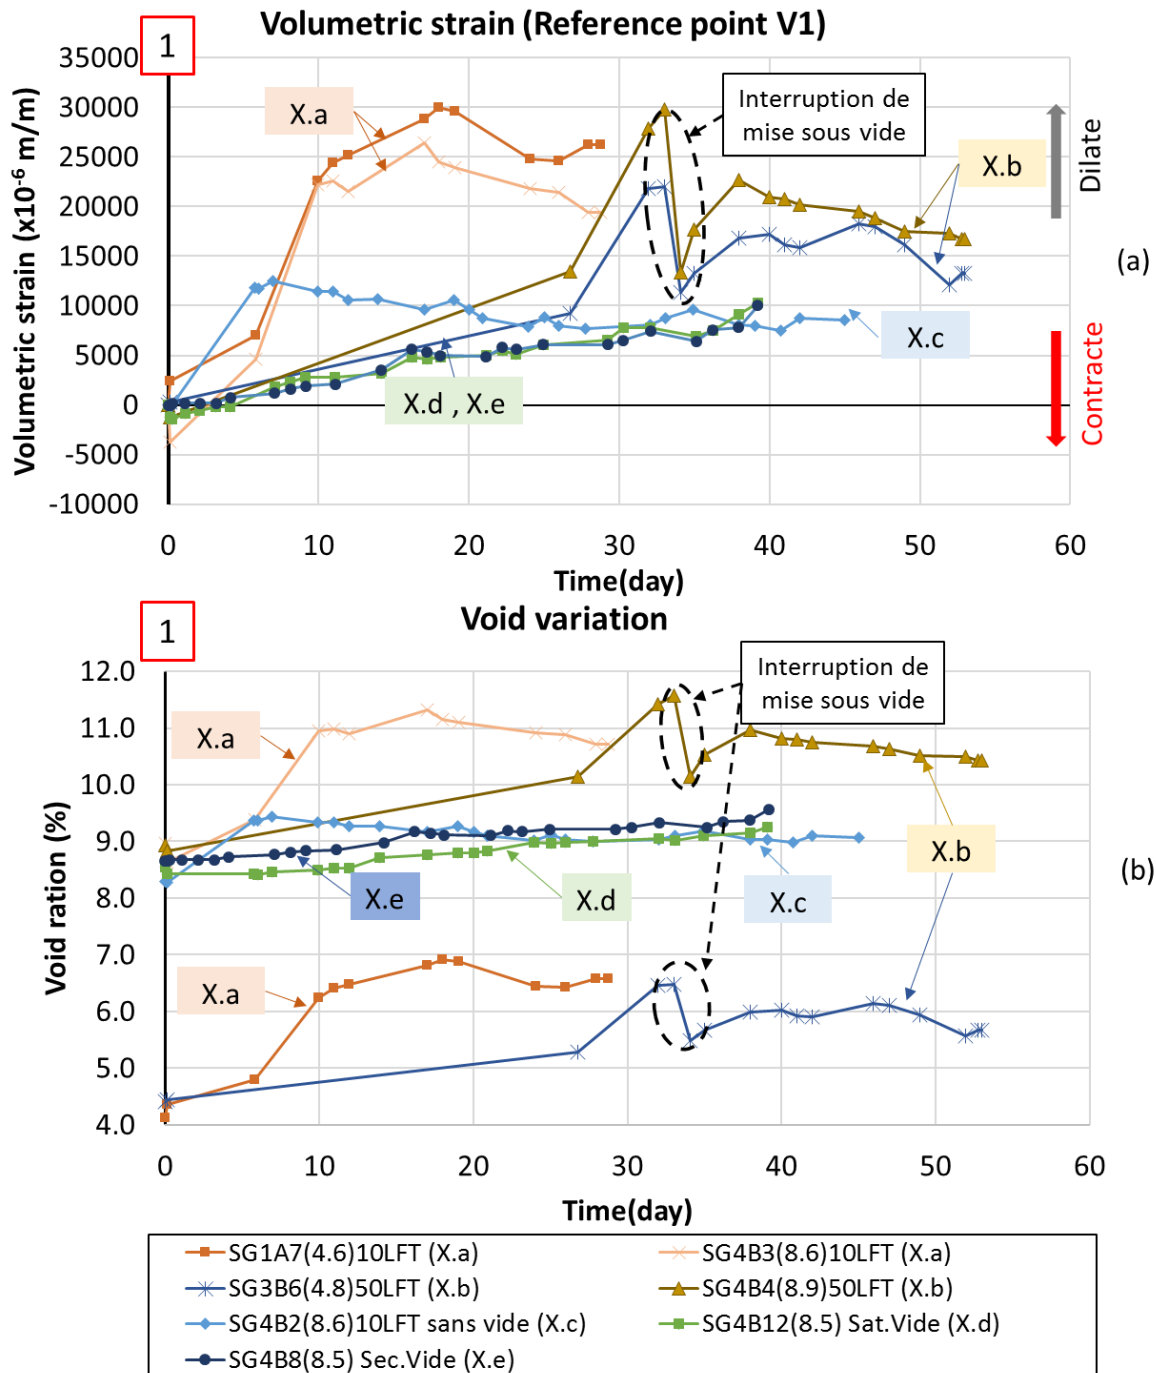 Volumetric strain (Reference point V1)
1
35000
30000
25000
20000
15000
10000
5000
0
-5000
-10000
Volumetric strain (x10⁻⁶ m/m)
X.a
Interruption de
mise sous vide
X.b
X.c
X.d , X.e
Dilate
Contracte
(a)
0 10 20 30 40 50 60
Time(day)
1
Void variation
12.0
11.0
10.0
9.0
8.0
7.0
6.0
5.0
4.0
Void ration (%)
Interruption de
mise sous vide
X.a
X.b
X.e
X.d
X.c
X.a
(b)
0 10 20 30 40 50 60
Time(day)
SG1A7(4.6)10LFT (X.a) SG4B3(8.6)10LFT (X.a)
SG3B6(4.8)50LFT (X.b) SG4B4(8.9)50LFT (X.b)
SG4B2(8.6)10LFT sans vide (X.c) SG4B12(8.5) Sat.Vide (X.d)
SG4B8(8.5) Sec.Vide (X.e)